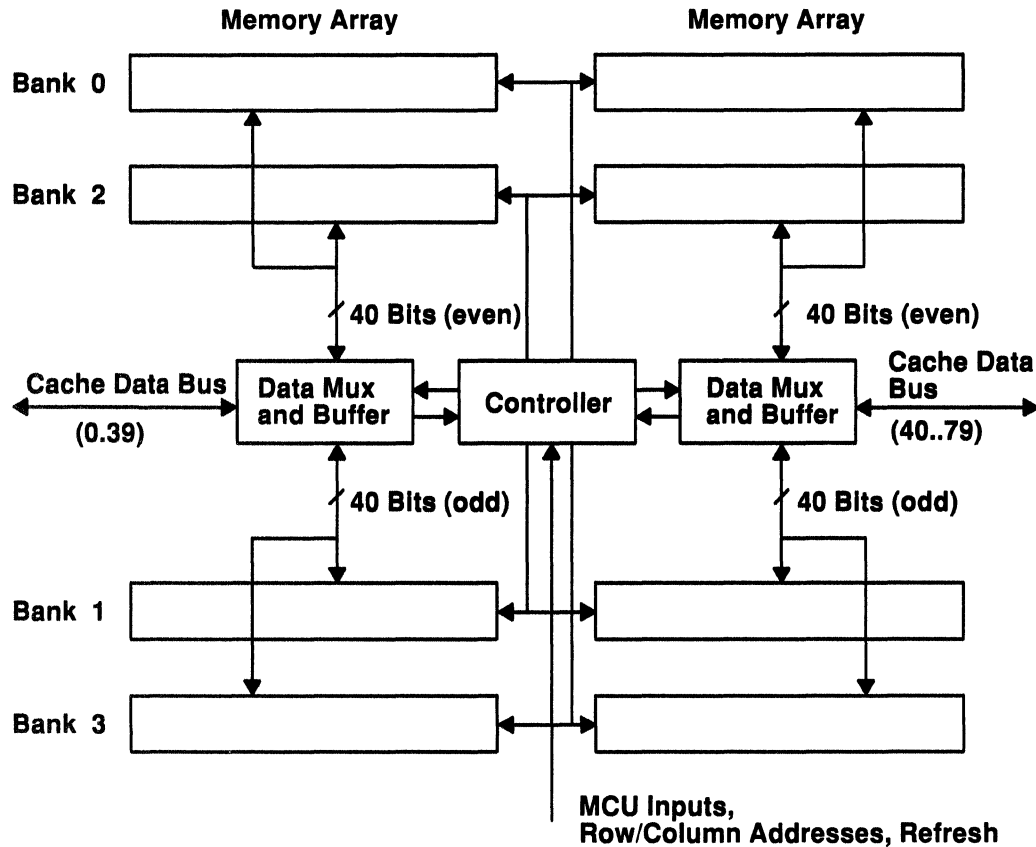 Memory Array
Memory Array
Bank 0
Bank 2
40 Bits (even)
40 Bits (even)
Cache Data Bus
(0.39)
Data Mux
and Buffer
Controller
Data Mux
and Buffer
Cache Data
Bus
(40..79)
40 Bits (odd)
40 Bits (odd)
Bank 1
Bank 3
MCU Inputs,
Row/Column Addresses, Refresh